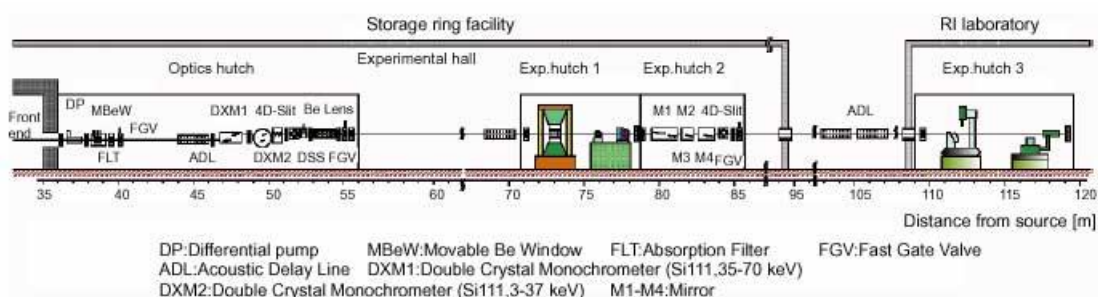 Storage ring facility RI laboratory
Experimental hall
Optics hutch Exp.hutch 1 Exp.hutch 2 Exp.hutch 3
DP MBeW DXM1 4D-Slit Be Lens M1 M2 4D-Slit ADL
Front end FGV
FLT ADL DXM2 DSS FGV M3 M4 FGV
35 40 45 50 55 60 65 70 75 80 85 95 105 110 115 120
Distance from source [m]
DP:Differential pump MBeW:Movable Be Window FLT:Absorption Filter FGV:Fast Gate Valve
ADL:Acoustic Delay Line DXM1:Double Crystal Monochrometer (Si111,35-70 keV)
DXM2:Double Crystal Monochrometer (Si111,3-37 keV) M1-M4:Mirror